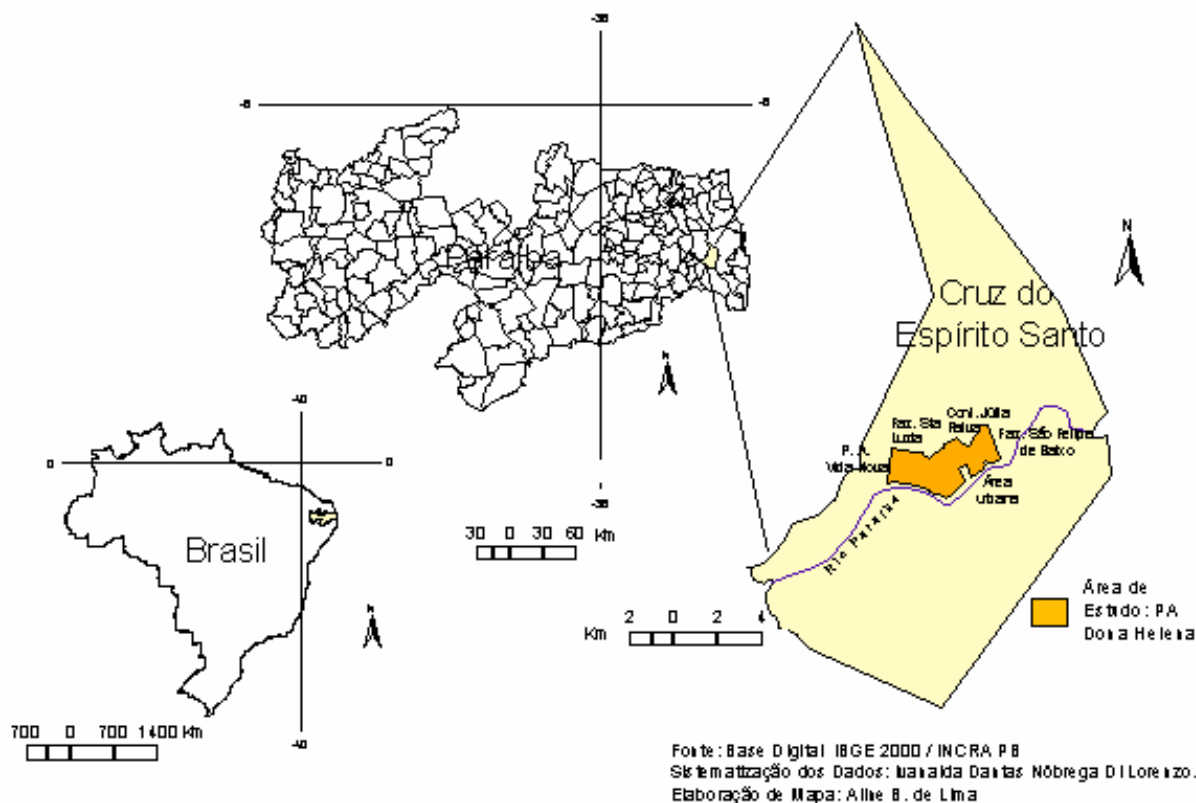 -36
-6
-6
Paraíba
N
Cruz do
Espírito Santo
Faz. Sta
Luzia
Conj. Júlia
Paiva
Faz. São Felipe
de Baixo
P. A.
Vida Nova
Área
urbana
Rio Paraíba
N
-36
30 0 30 60
Km
-40
0
0
Brasil
N
-40
700 0 700 1400 Km
2 0 2 4
Km
Área de
Estudo: PA
Dona Helena
Fonte: Base Digital IBGE 2000 / INCRA PB
Sistematização dos Dados: Ivanalda Dantas Nóbrega Di Lorenzo.
Elaboração de Mapa: Aline B. de Lima